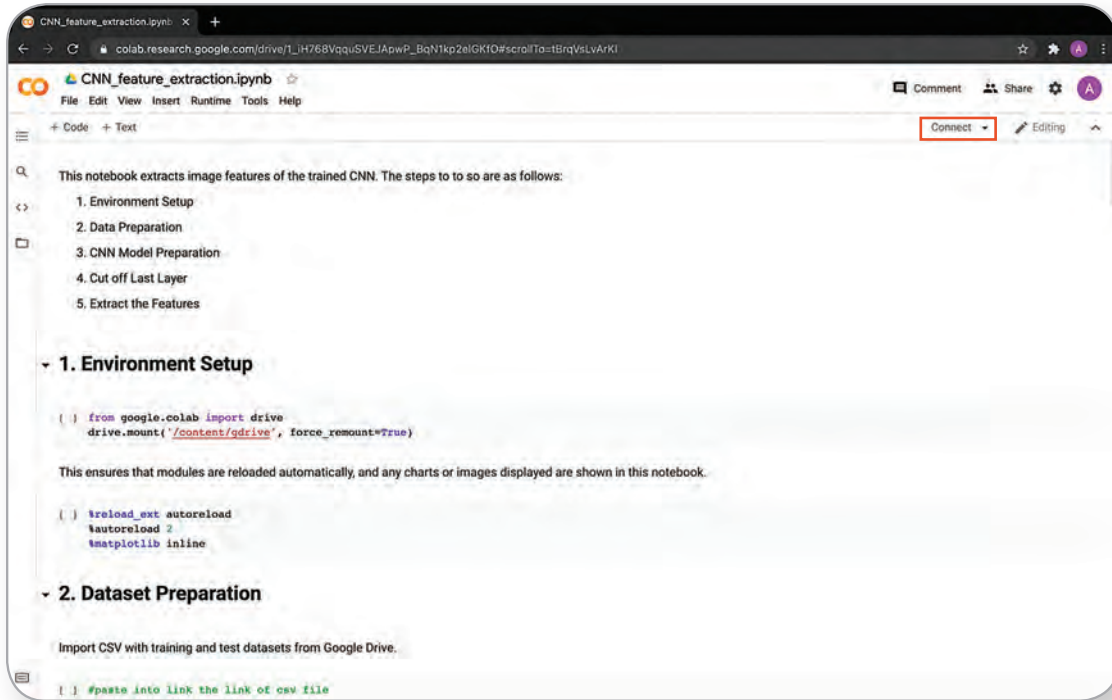 CNN_feature_extraction.ipynb × +
colab.research.google.com/drive/1_iH768VqquSVEJApwP_BqN1kp2elGKfO#scrollTo=tBrqVsLvArKI
A
CO
CNN_feature_extraction.ipynb
File Edit View Insert Runtime Tools Help
Comment
Share
A
+ Code + Text
Connect
Editing
This notebook extracts image features of the trained CNN. The steps to to so are as follows:
1. Environment Setup
2. Data Preparation
3. CNN Model Preparation
4. Cut off Last Layer
5. Extract the Features
1. Environment Setup
[ ] from google.colab import drive
drive.mount('/content/gdrive', force_remount=True)
This ensures that modules are reloaded automatically, and any charts or images displayed are shown in this notebook.
[ ] %reload_ext autoreload
%autoreload 2
%matplotlib inline
2. Dataset Preparation
Import CSV with training and test datasets from Google Drive.
[ ] #paste into link the link of csv file